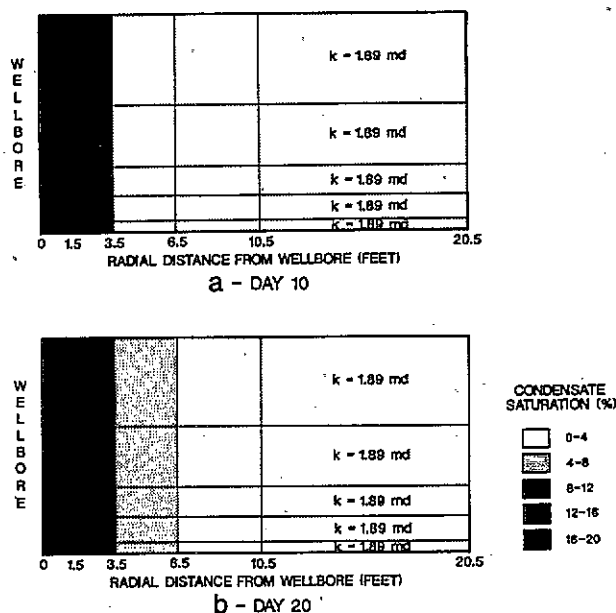 WELLBORE
k = 1.89 md
k = 1.89 md
k = 1.89 md
k = 1.89 md
k = 1.89 md
0 1.5 3.5 6.5 10.5 20.5
RADIAL DISTANCE FROM WELLBORE (FEET)
a - DAY 10
WELLBORE
k = 1.89 md
k = 1.89 md
k = 1.89 md
k = 1.89 md
k = 1.89 md
0 1.5 3.5 6.5 10.5 20.5
RADIAL DISTANCE FROM WELLBORE (FEET)
b - DAY 20
CONDENSATE
SATURATION (%)
0-4
4-8
8-12
12-16
16-20